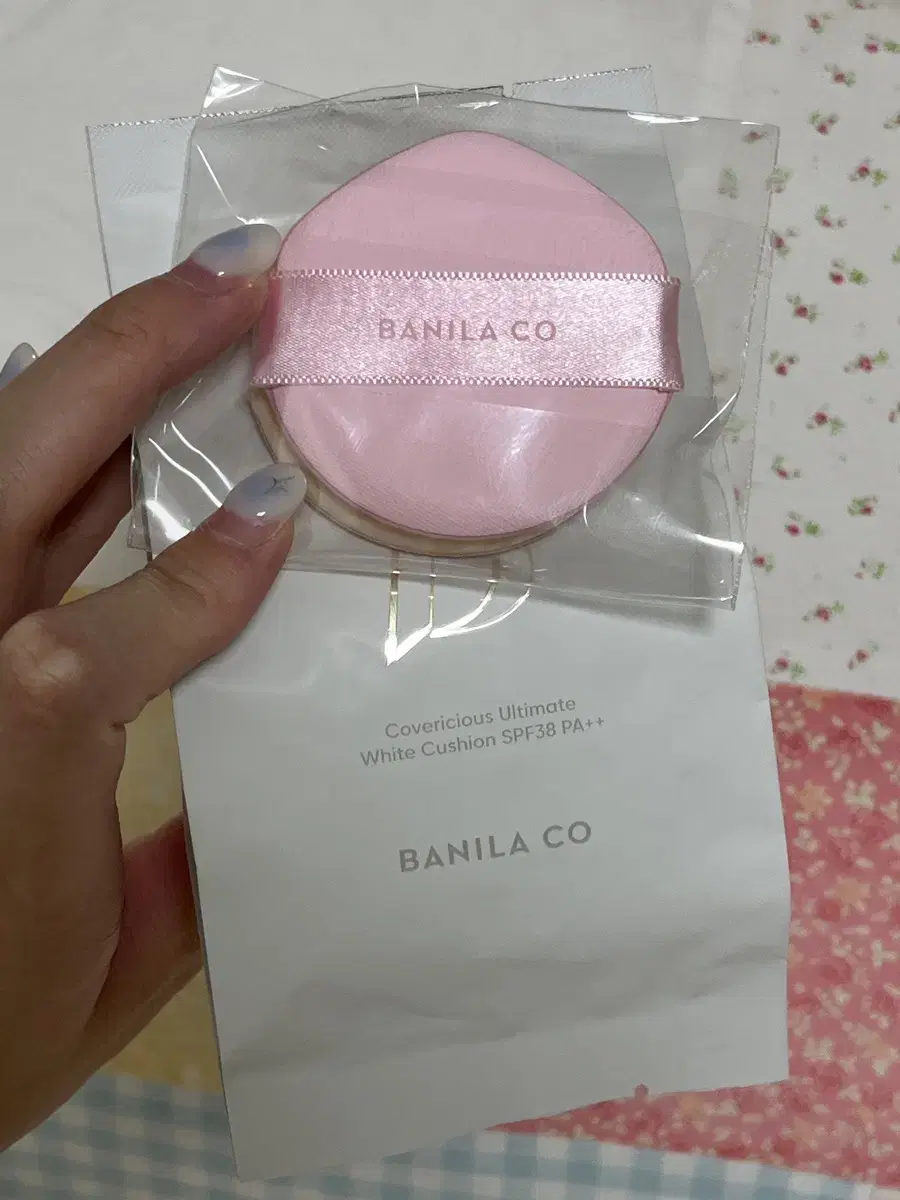 BANILA CO
Covericious Ultimate
White Cushion SPF38 PA++
BANILA CO